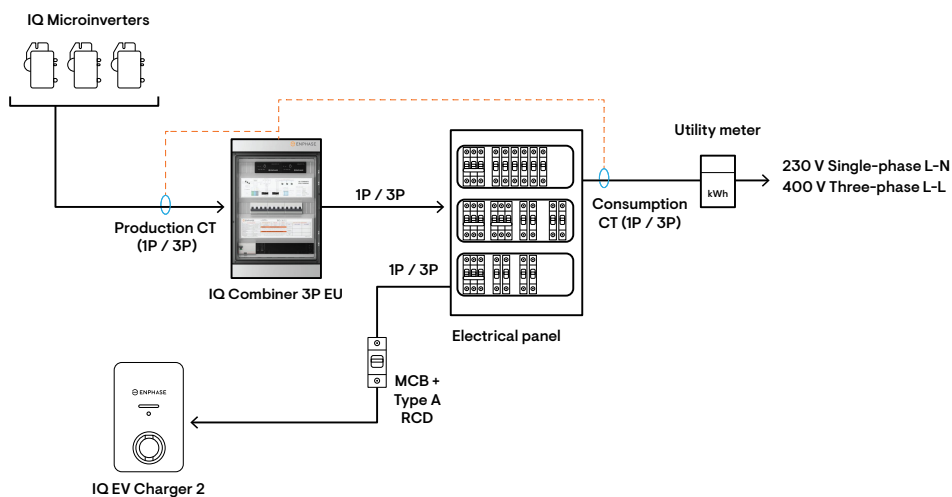 IQ Microinverters
Production CT
(1P / 3P)
ENPHASE
IQ Combiner 3P EU
1P / 3P
1P / 3P
Electrical panel
Consumption
CT (1P / 3P)
Utility meter
kWh
230 V Single-phase L-N
400 V Three-phase L-L
MCB +
Type A
RCD
ENPHASE
IQ EV Charger 2